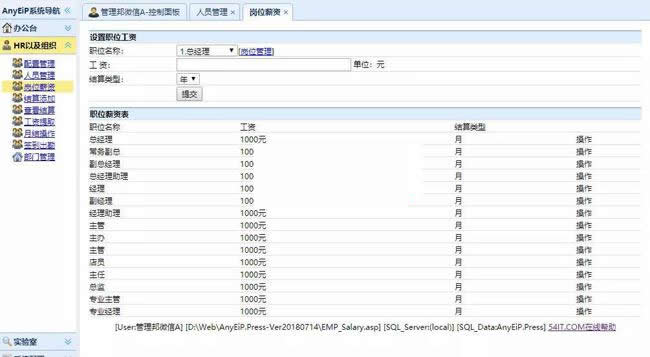 AnyEiP系统导航
管理邦微信A-控制面板 × 人员管理 × 岗位薪资 ×
办公台
HR以及组织
配置管理
人员管理
岗位薪资
结算添加
查看结算
工资提取
月结操作
签到出勤
部门管理
设置职位工资
职位名称: 1.总经理 [岗位管理]
工 资: 单位: 元
结算类型: 年
提交
职位薪资表
职位名称 工资 结算类型
总经理 1000元 月 操作
常务副总 100 月 操作
副总经理 100 月 操作
总经理助理 100 月 操作
经理 100 月 操作
副经理 100 月 操作
经理助理 1000元 月 操作
主管 1000元 月 操作
主办 1000元 月 操作
主管 1000元 月 操作
店员 1000元 月 操作
主任 1000元 月 操作
总监 1000元 月 操作
专业主管 1000元 月 操作
专业经理 1000元 月 操作
[User:管理邦微信A] [D:\Web\AnyEiP.Press-Ver20180714\EMP_Salary.asp] [SQL_Server:(local)] [SQL_Data:AnyEiP.Press] 54IT.COM在线帮助
实验室